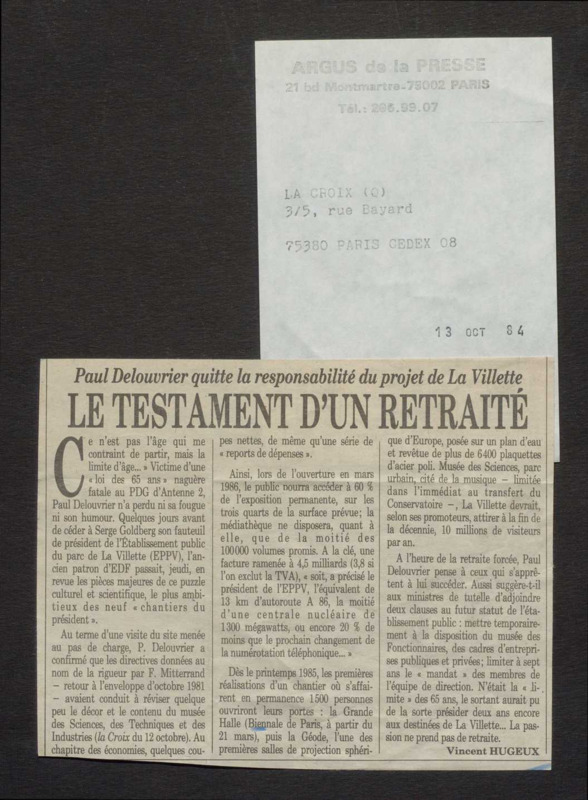 ARGUS de la PRESSE
21 bd Montmartre-75002 PARIS
Tél.: 296.99.07
LA CROIX (Q)
3/5, rue Bayard
75380 PARIS CEDEX 08
13 OCT 84
Paul Delouvrier quitte la responsabilité du projet de La Villette
LE TESTAMENT D'UN RETRAITÉ
Ce n'est pas l'âge qui me
contraint de partir, mais la
limite d'âge... » Victime d'une
« loi des 65 ans » naguère
fatale au PDG d'Antenne 2,
Paul Delouvrier n'a perdu ni sa fougue
ni son humour. Quelques jours avant
de céder à Serge Goldberg son fauteuil
de président de l'Établissement public
du parc de La Villette (EPPV), l'an-
cien patron d'EDF passait, jeudi, en
revue les pièces majeures de ce puzzle
culturel et scientifique, le plus ambi-
tieux des neuf « chantiers du
président ».
Au terme d'une visite du site menée
au pas de charge, P. Delouvrier a
confirmé que les directives données au
nom de la rigueur par F. Mitterrand
– retour à l'enveloppe d'octobre 1981
– avaient conduit à réviser quelque
peu le décor et le contenu du musée
des Sciences, des Techniques et des
Industries (la Croix du 12 octobre). Au
chapitre des économies, quelques cou-
pes nettes, de même qu'une série de
« reports de dépenses ».
Ainsi, lors de l'ouverture en mars
1986, le public pourra accéder à 60 %
de l'exposition permanente, sur les
trois quarts de la surface prévue; la
médiathèque ne disposera, quant à
elle, que de la moitié des
100 000 volumes promis. A la clé, une
facture ramenée à 4,5 milliards (3,8 si
l'on exclut la TVA), « soit, a précisé le
président de l'EPPV, l'équivalent de
13 km d'autoroute A 86, la moitié
d'une centrale nucléaire de
1 300 mégawatts, ou encore 20 % de
moins que le prochain changement de
la numérotation téléphonique... »
Dès le printemps 1985, les premières
réalisations d'un chantier où s'affai-
rent en permanence 1 500 personnes
ouvriront leurs portes : la Grande
Halle (Biennale de Paris, à partir du
21 mars), puis la Géode, l'une des
premières salles de projection sphéri-
que d'Europe, posée sur un plan d'eau
et revêtue de plus de 6 400 plaquettes
d'acier poli. Musée des Sciences, parc
urbain, cité de la musique – limitée
dans l'immédiat au transfert du
Conservatoire –, La Villette devrait,
selon ses promoteurs, attirer à la fin de
la décennie, 10 millions de visiteurs
par an.
A l'heure de la retraite forcée, Paul
Delouvrier pense à ceux qui s'apprê-
tent à lui succéder. Aussi suggère-t-il
aux ministres de tutelle d'adjoindre
deux clauses au futur statut de l'éta-
blissement public : mettre temporaire-
ment à la disposition du musée des
Fonctionnaires, des cadres d'entrepri-
ses publiques et privées; limiter à sept
ans le « mandat » des membres de
l'équipe de direction. N'était la « li-
mite » des 65 ans, le sortant aurait pu
de la sorte présider deux ans encore
aux destinées de La Villette... La pas-
sion ne prend pas de retraite.
Vincent HUGEUX